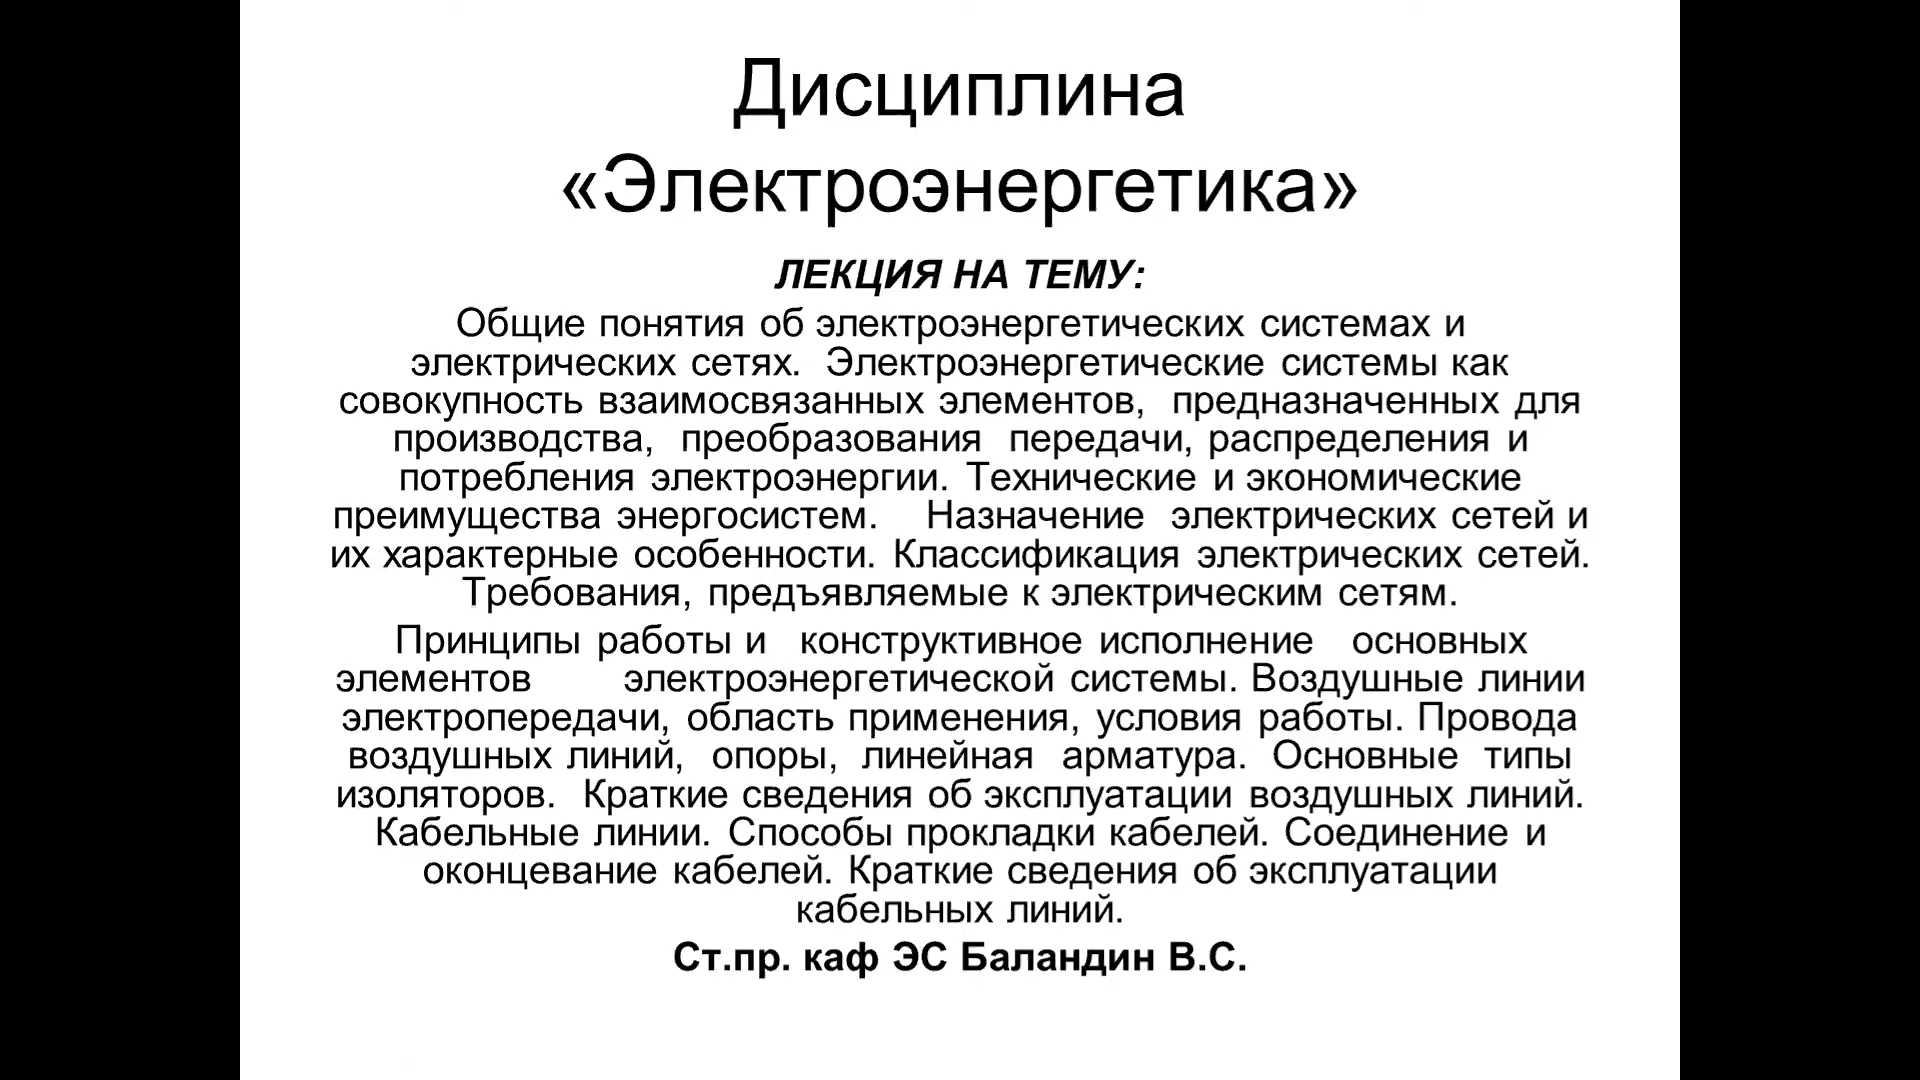 Дисциплина
«Электроэнергетика»
ЛЕКЦИЯ НА ТЕМУ:
Общие понятия об электроэнергетических системах и
электрических сетях. Электроэнергетические системы как
совокупность взаимосвязанных элементов, предназначенных для
производства, преобразования передачи, распределения и
потребления электроэнергии. Технические и экономические
преимущества энергосистем. Назначение электрических сетей и
их характерные особенности. Классификация электрических сетей.
Требования, предъявляемые к электрическим сетям.
Принципы работы и конструктивное исполнение основных
элементов электроэнергетической системы. Воздушные линии
электропередачи, область применения, условия работы. Провода
воздушных линий, опоры, линейная арматура. Основные типы
изоляторов. Краткие сведения об эксплуатации воздушных линий.
Кабельные линии. Способы прокладки кабелей. Соединение и
оконцевание кабелей. Краткие сведения об эксплуатации
кабельных линий.
Ст.пр. каф ЭС Баландин В.С.